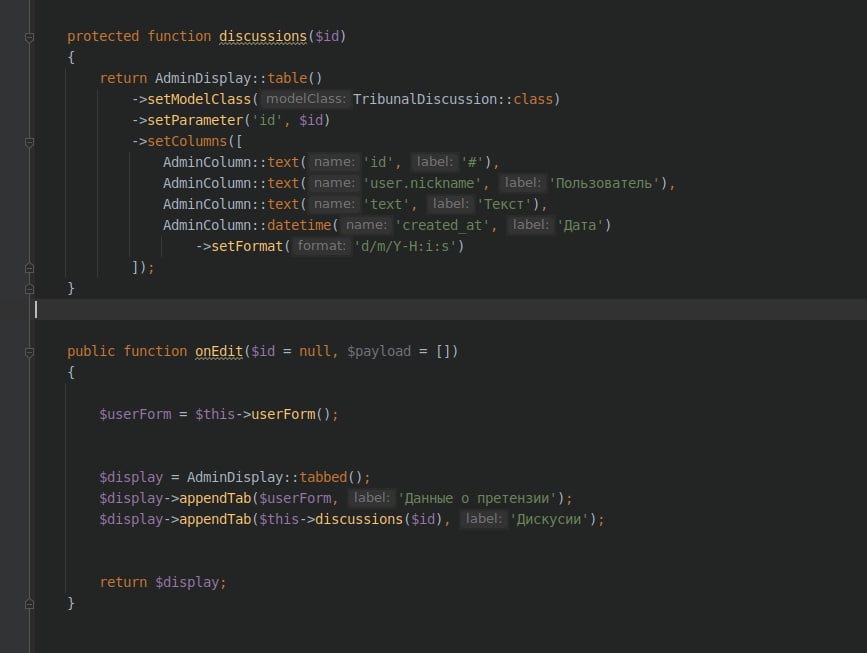 protected function discussions($id)
{
return AdminDisplay::table()
->setModelClass( modelClass: TribunalDiscussion::class)
->setParameter('id', $id)
->setColumns([
AdminColumn::text( name: 'id', label: '#'),
AdminColumn::text( name: 'user.nickname', label: 'Пользователь'),
AdminColumn::text( name: 'text', label: 'Текст'),
AdminColumn::datetime( name: 'created_at', label: 'Дата')
->setFormat( format: 'd/m/Y-H:i:s')
]);
}
public function onEdit($id = null, $payload = [])
{
$userForm = $this->userForm();
$display = AdminDisplay::tabbed();
$display->appendTab($userForm, label: 'Данные о претензии');
$display->appendTab($this->discussions($id), label: 'Дискусии');
return $display;
}